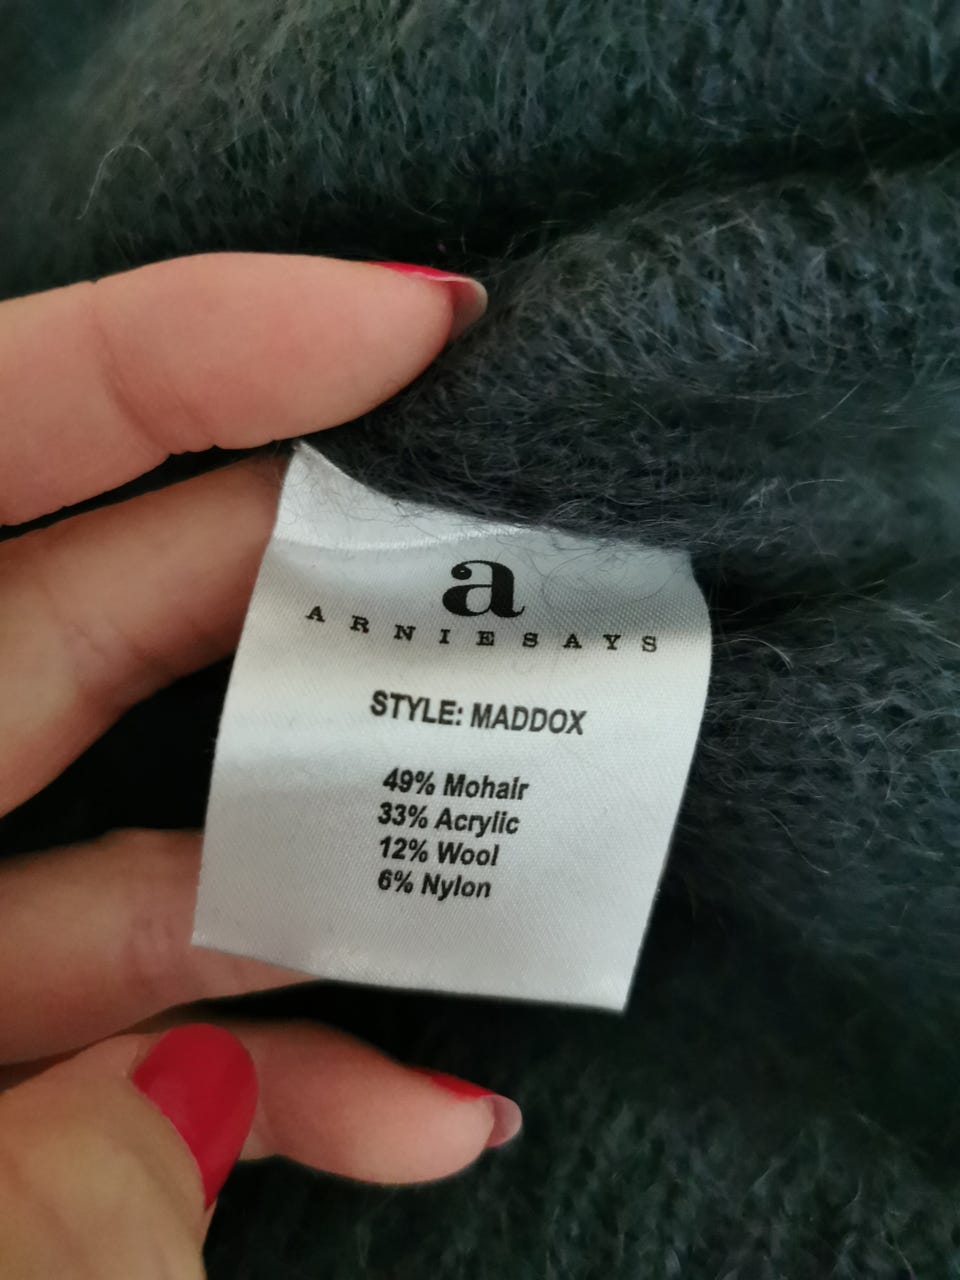 a
ARNIESAYS
STYLE: MADDOX
49% Mohair
33% Acrylic
12% Wool
6% Nylon